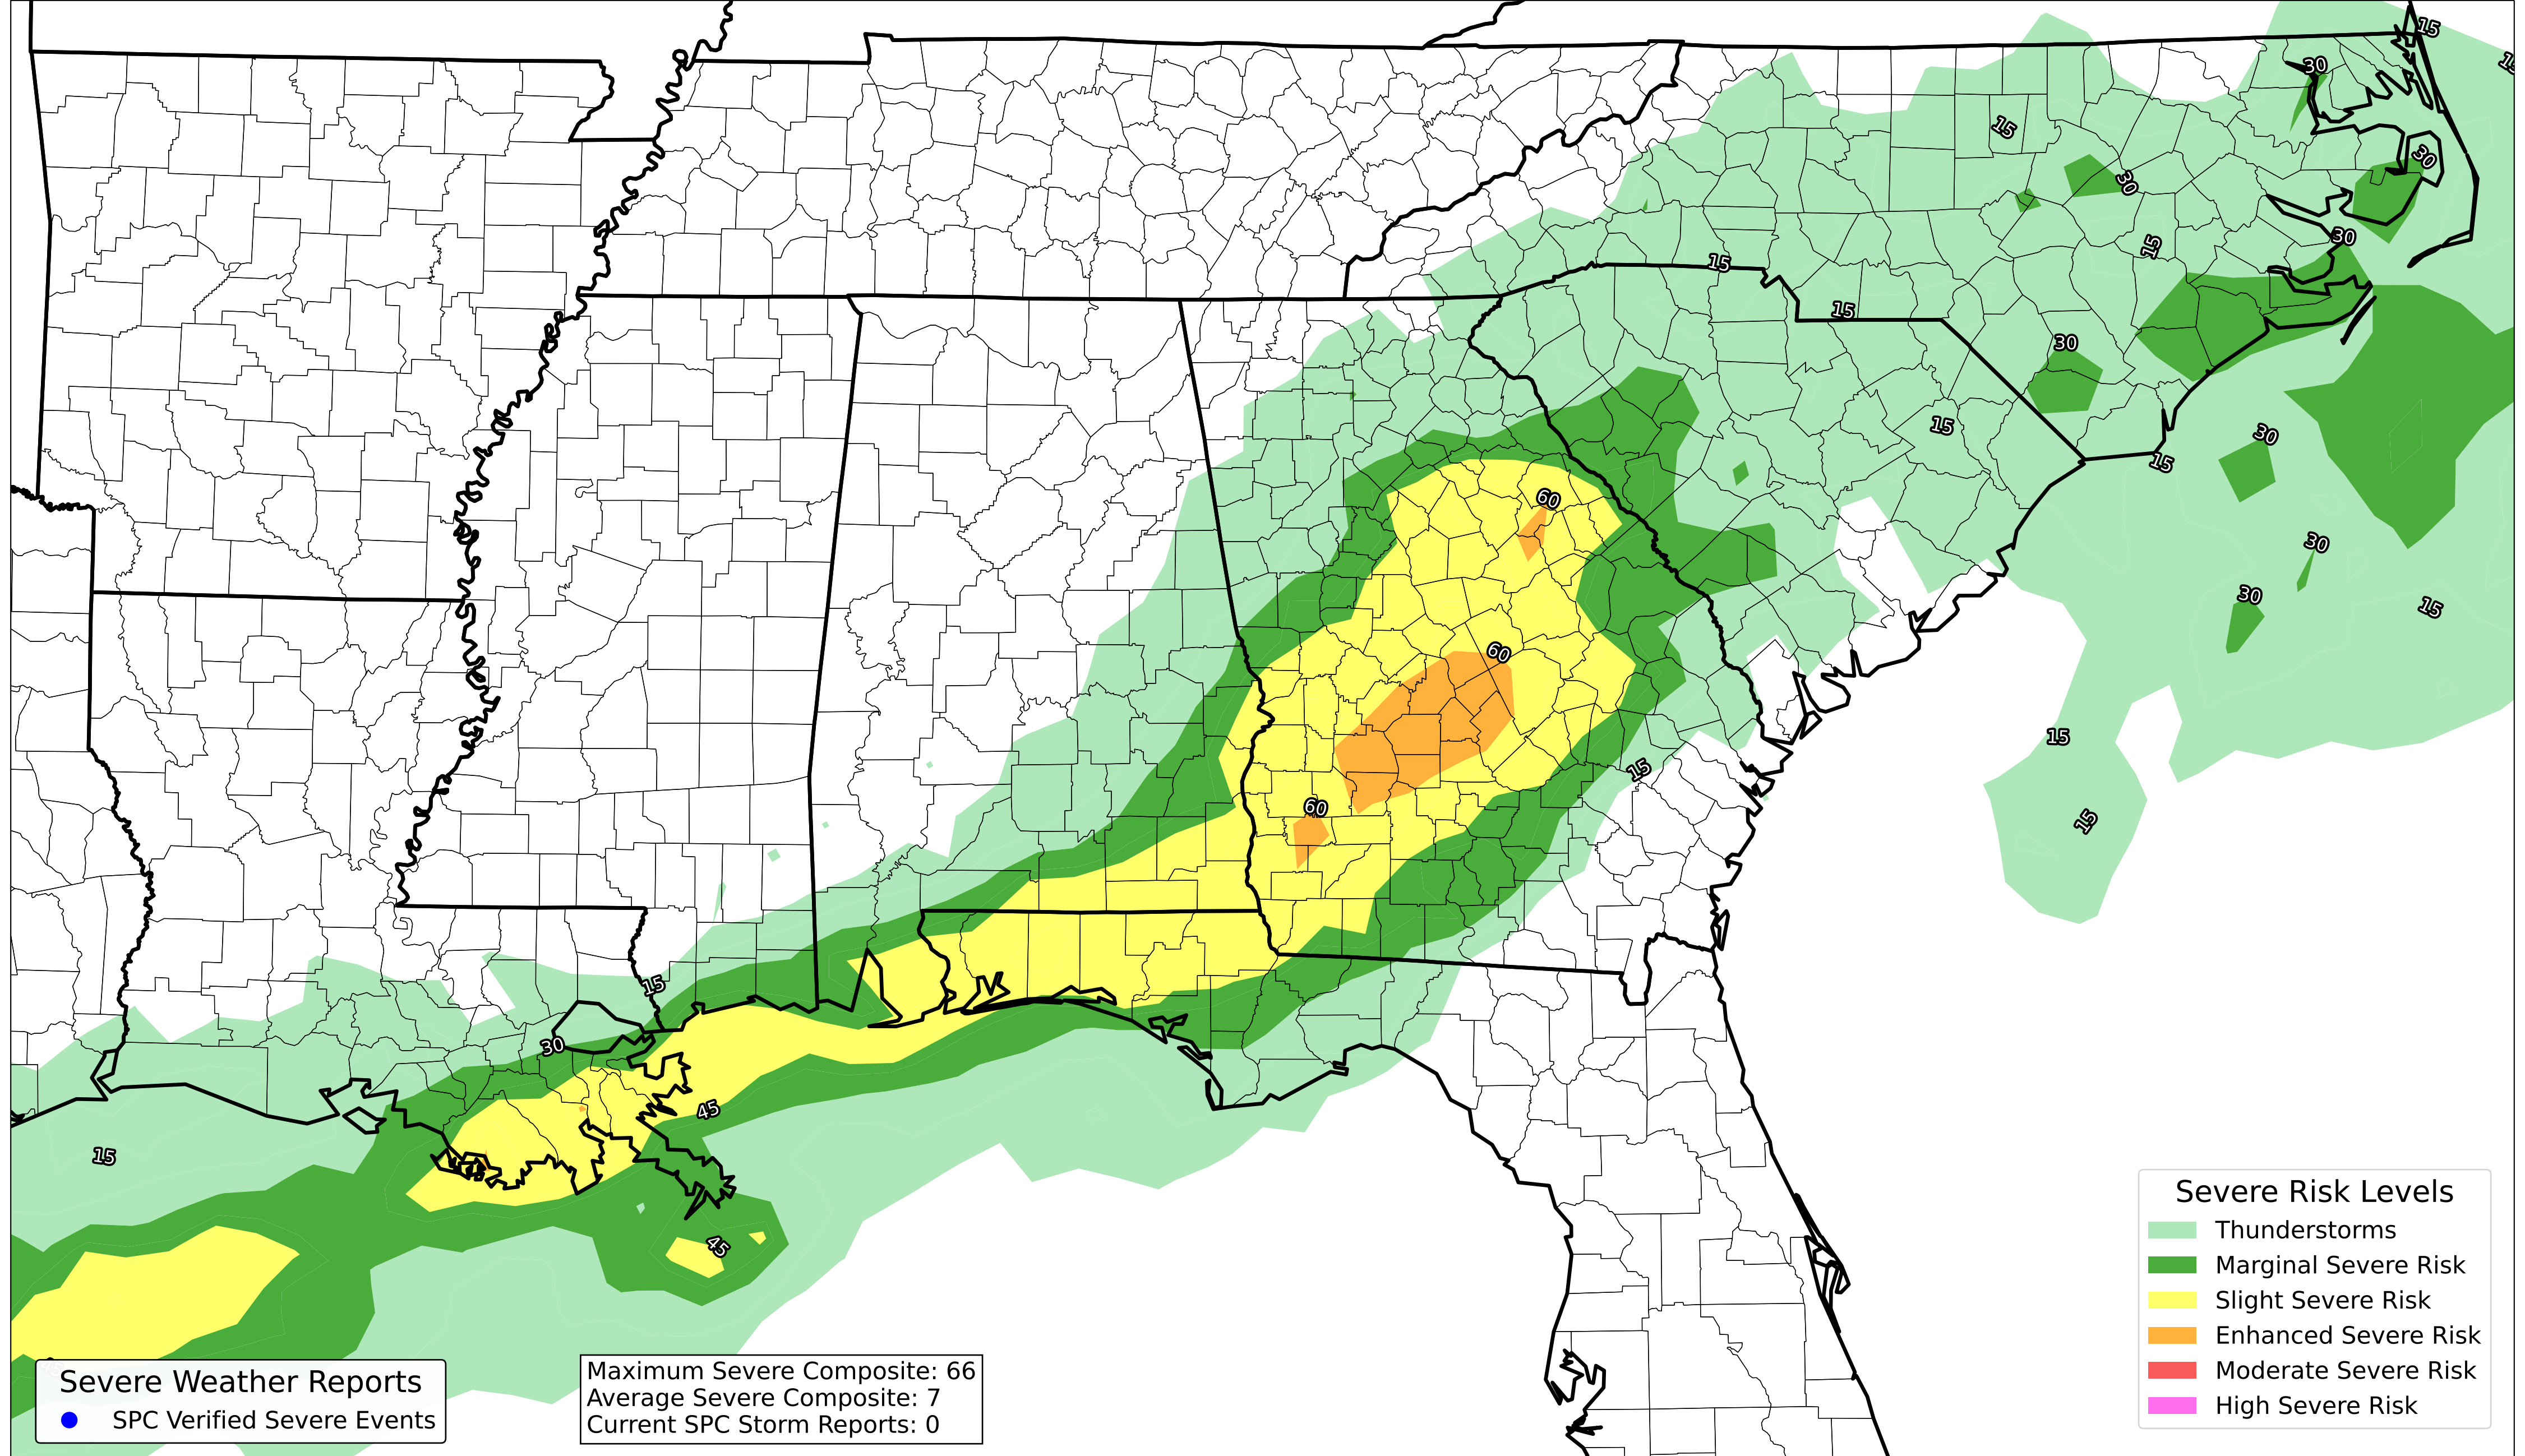 15
15
30
15
30
30
15
30
15
15
30
15
30
15
60
30
30
15
60
15
15
60
15
15
30
45
15
45
Severe Risk Levels
Thunderstorms
Marginal Severe Risk
Slight Severe Risk
Enhanced Severe Risk
Moderate Severe Risk
High Severe Risk
Severe Weather Reports
SPC Verified Severe Events
Maximum Severe Composite: 66
Average Severe Composite: 7
Current SPC Storm Reports: 0